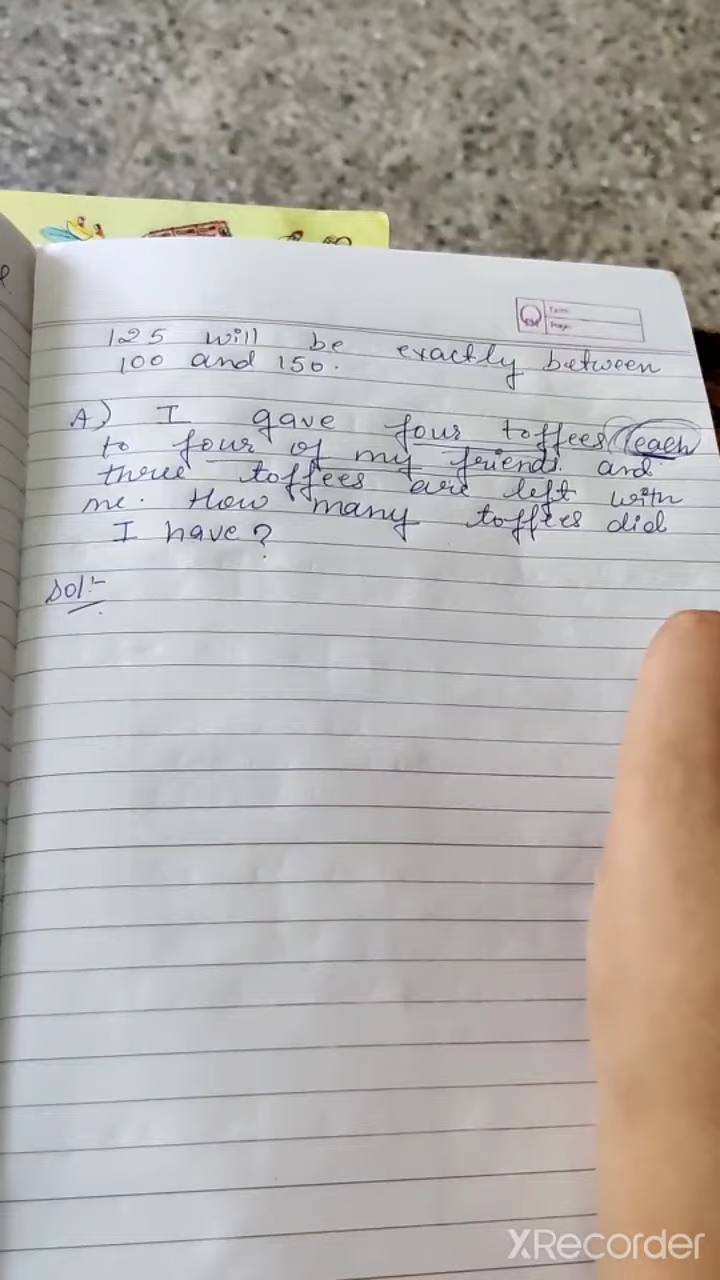 125 will be exactly between
100 and 150.
A) I gave four toffees each
to four of my friends. and
three toffees are left with
me. How many toffees did
I have?
Sol:-
XRecorder